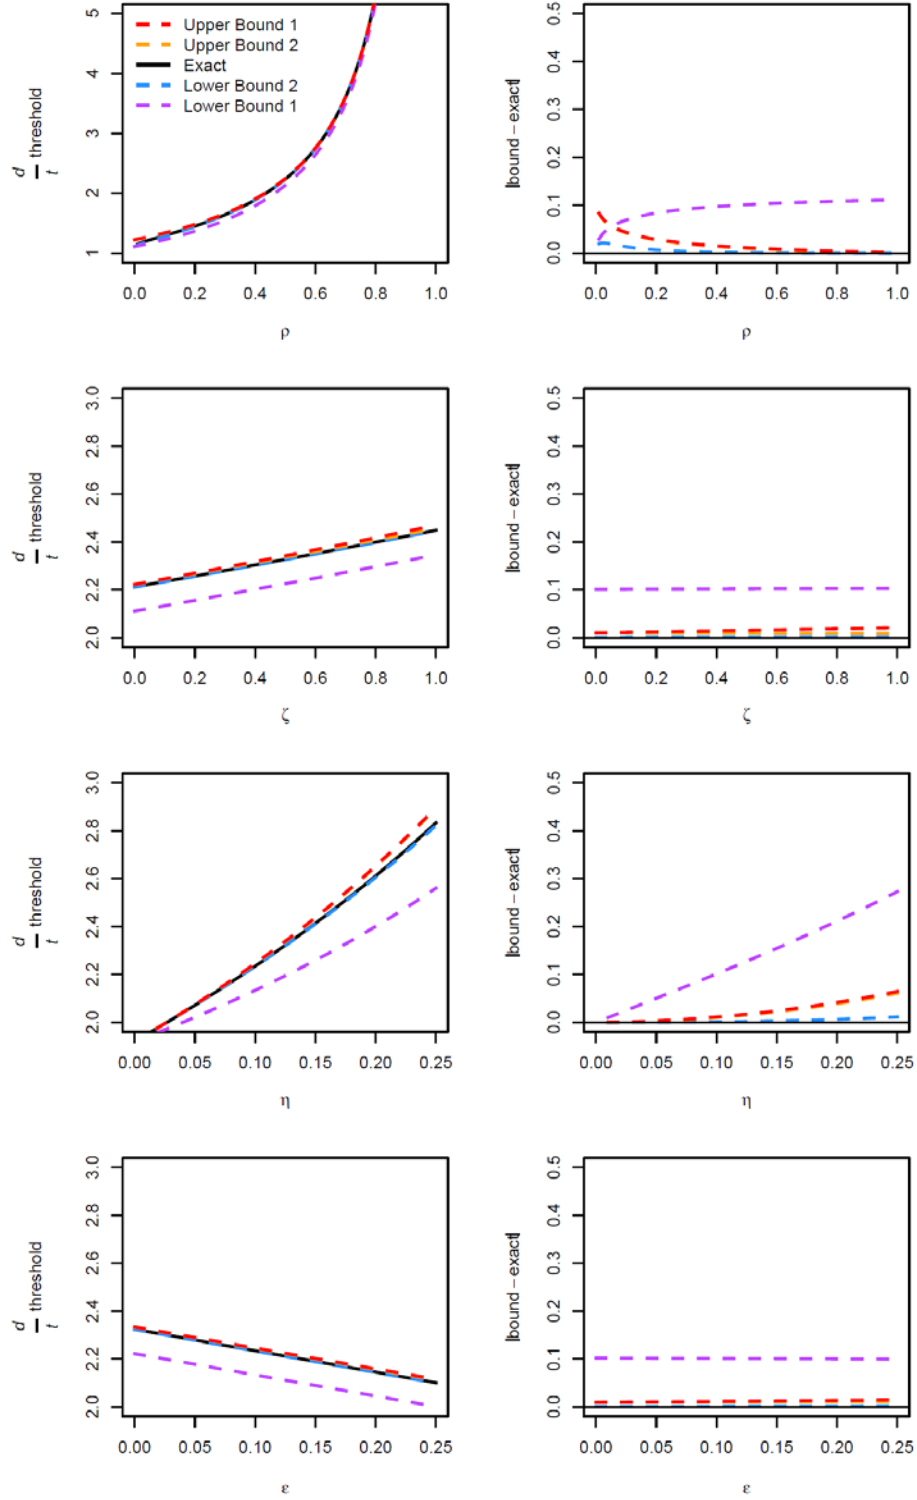 d/t threshold
5
4
3
2
1
Upper Bound 1
Upper Bound 2
Exact
Lower Bound 2
Lower Bound 1
0.0 0.2 0.4 0.6 0.8 1.0
ρ
|bound – exact|
0.5
0.4
0.3
0.2
0.1
0.0
0.0 0.2 0.4 0.6 0.8 1.0
ρ
d/t threshold
3.0
2.8
2.6
2.4
2.2
2.0
0.0 0.2 0.4 0.6 0.8 1.0
ζ
|bound – exact|
0.5
0.4
0.3
0.2
0.1
0.0
0.0 0.2 0.4 0.6 0.8 1.0
ζ
d/t threshold
3.0
2.8
2.6
2.4
2.2
2.0
0.00 0.05 0.10 0.15 0.20 0.25
η
|bound – exact|
0.5
0.4
0.3
0.2
0.1
0.0
0.00 0.05 0.10 0.15 0.20 0.25
η
d/t threshold
3.0
2.8
2.6
2.4
2.2
2.0
0.00 0.05 0.10 0.15 0.20 0.25
ε
|bound – exact|
0.5
0.4
0.3
0.2
0.1
0.0
0.00 0.05 0.10 0.15 0.20 0.25
ε